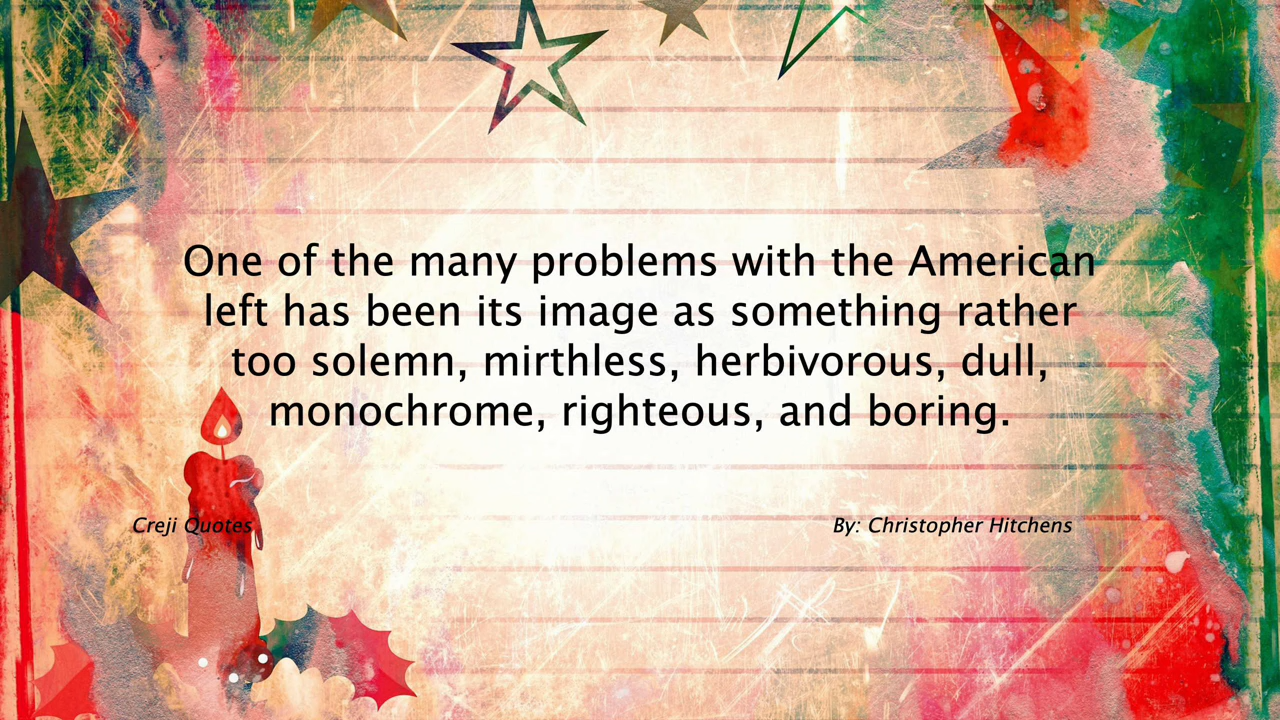 One of the many problems with the American
left has been its image as something rather
too solemn, mirthless, herbivorous, dull,
monochrome, righteous, and boring.
Creji Quotes
By: Christopher Hitchens